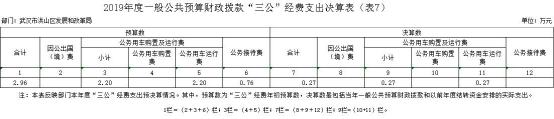 2019年度一般公共预算财政拨款“三公”经费支出决算表（表7）
部门：武汉市洪山区发展和改革局 单位：万元
预算数 决算数
合计 因公出国（境）费 公务用车购置及运行费 公务接待费 合计 因公出国（境）费 公务用车购置及运行费 公务接待费
小计 公务用车购置费 公务用车运行费 小计 公务用车购置费 公务用车运行费
1 2 3 4 5 6 7 8 9 10 11 12
2.96 2.20 2.20 0.76 0.27 0.27 0.27
注：本表反映部门本年度“三公”经费支出预决算情况。其中，预算数为“三公”经费年初预算数，决算数是包括当年一般公共预算财政拨款和以前年度结转资金安排的实际支出。
1栏=（2+3+6）栏；3栏=（4+5）栏；7栏=（8+9+12）栏；9栏=（10+11）栏。